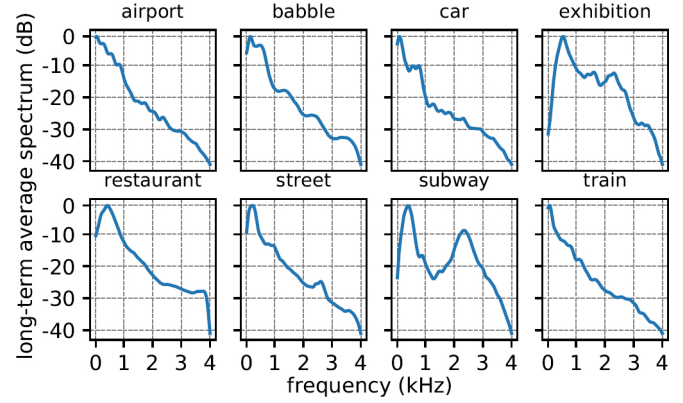 airport babble car exhibition
long-term average spectrum (dB)
0
-10
-20
-30
-40
restaurant street subway train
0
-10
-20
-30
-40
0 1 2 3 4 0 1 2 3 4 0 1 2 3 4 0 1 2 3 4
frequency (kHz)